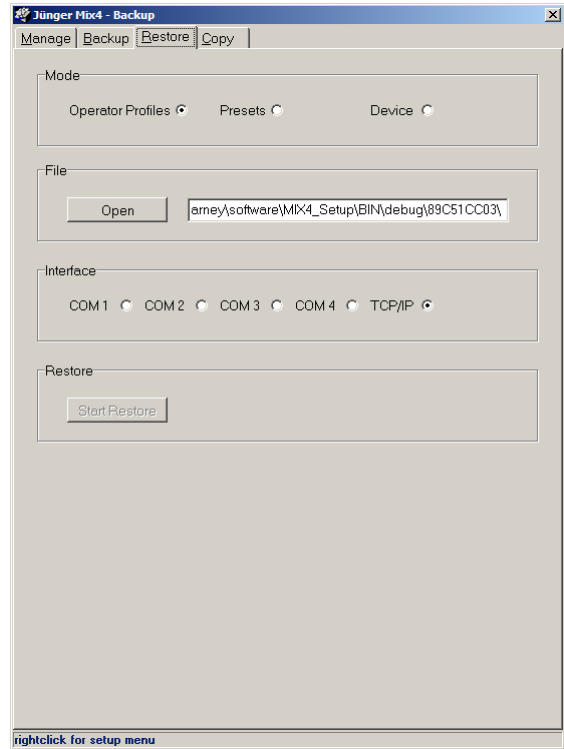 Jünger Mix4 - Backup
Manage Backup Restore Copy
Mode
Operator Profiles Presets Device
File
Open arney\software\MIX4_Setup\BIN\debug\89C51CC03\
Interface
COM 1 COM 2 COM 3 COM 4 TCP/IP
Restore
Start Restore
rightclick for setup menu